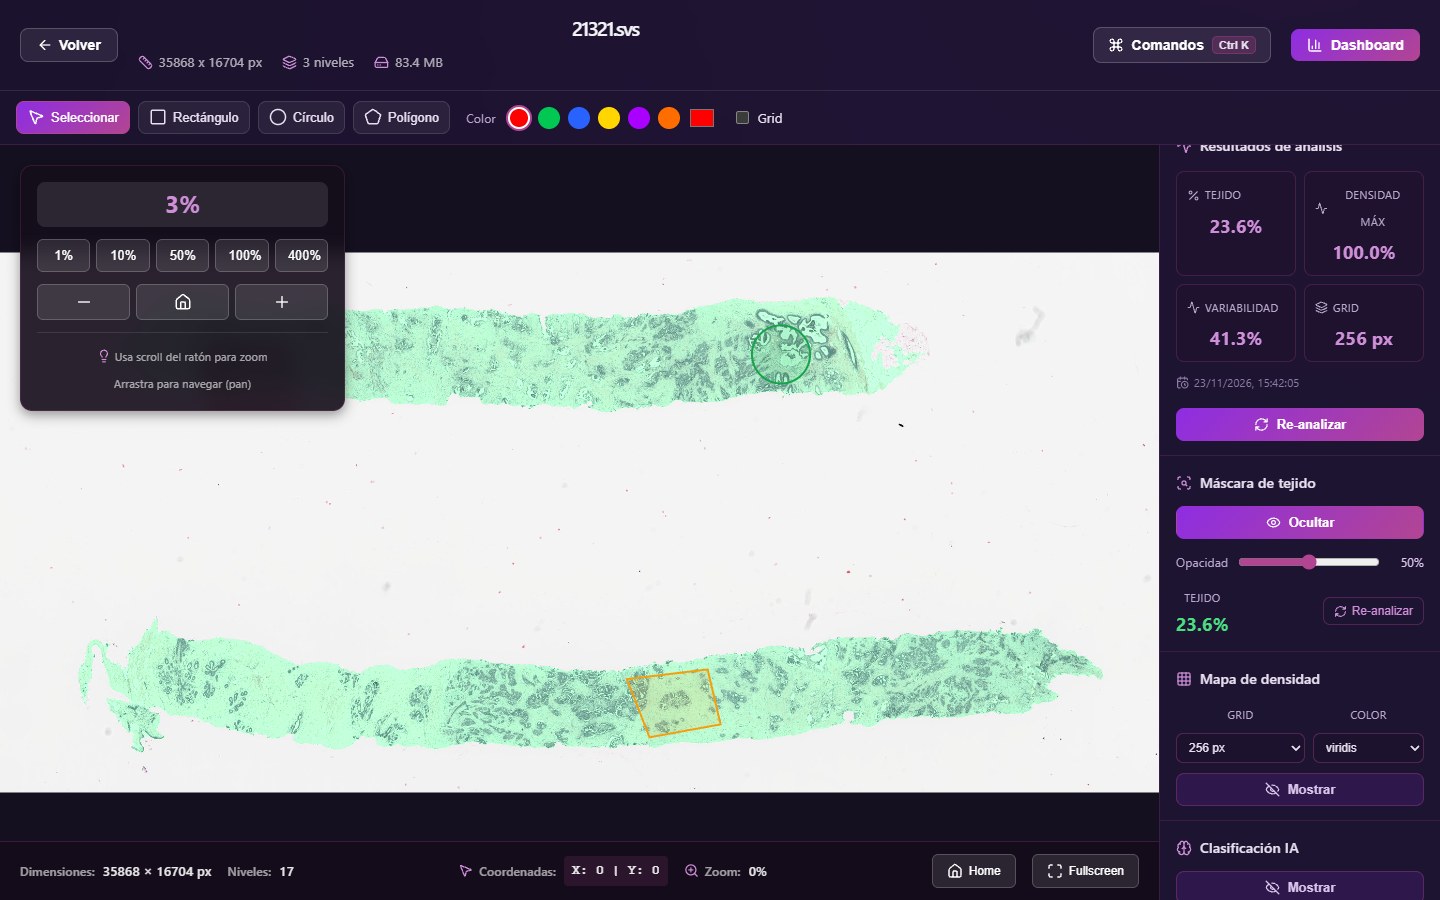 Volver
21321.svs
35868 x 16704 px
3 niveles
83.4 MB
Comandos Ctrl K
Dashboard
Seleccionar
Rectángulo
Círculo
Polígono
Color
Grid
3%
1%
10%
50%
100%
400%
Usa scroll del ratón para zoom
Arrastra para navegar (pan)
Resultados de análisis
TEJIDO
23.6%
DENSIDAD
MÁX
100.0%
VARIABILIDAD
41.3%
GRID
256 px
23/11/2026, 15:42:05
Re-analizar
Máscara de tejido
Ocultar
Opacidad
50%
TEJIDO
23.6%
Re-analizar
Mapa de densidad
GRID
COLOR
256 px
viridis
Mostrar
Clasificación IA
Mostrar
Dimensiones: 35868 × 16704 px
Niveles: 17
Coordenadas: X: 0 | Y: 0
Zoom: 0%
Home
Fullscreen